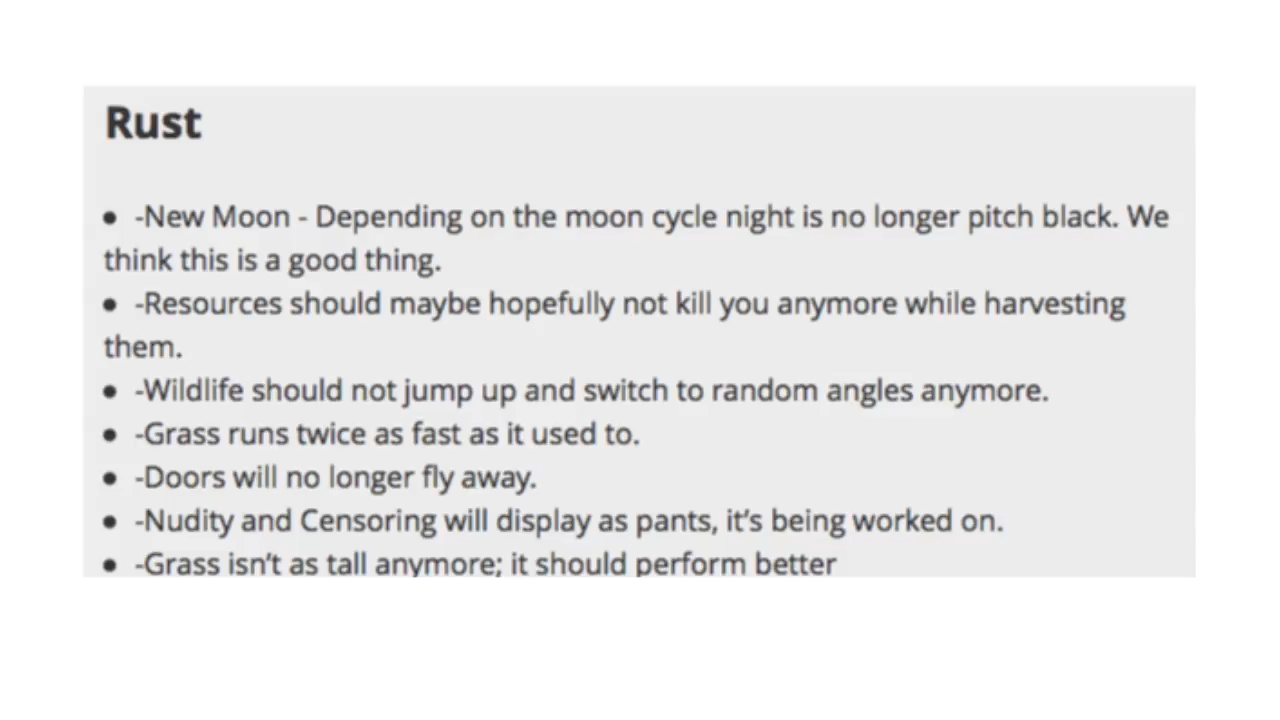 Rust
• -New Moon - Depending on the moon cycle night is no longer pitch black. We
think this is a good thing.
• -Resources should maybe hopefully not kill you anymore while harvesting
them.
• -Wildlife should not jump up and switch to random angles anymore.
• -Grass runs twice as fast as it used to.
• -Doors will no longer fly away.
• -Nudity and Censoring will display as pants, it’s being worked on.
• -Grass isn’t as tall anymore; it should perform better